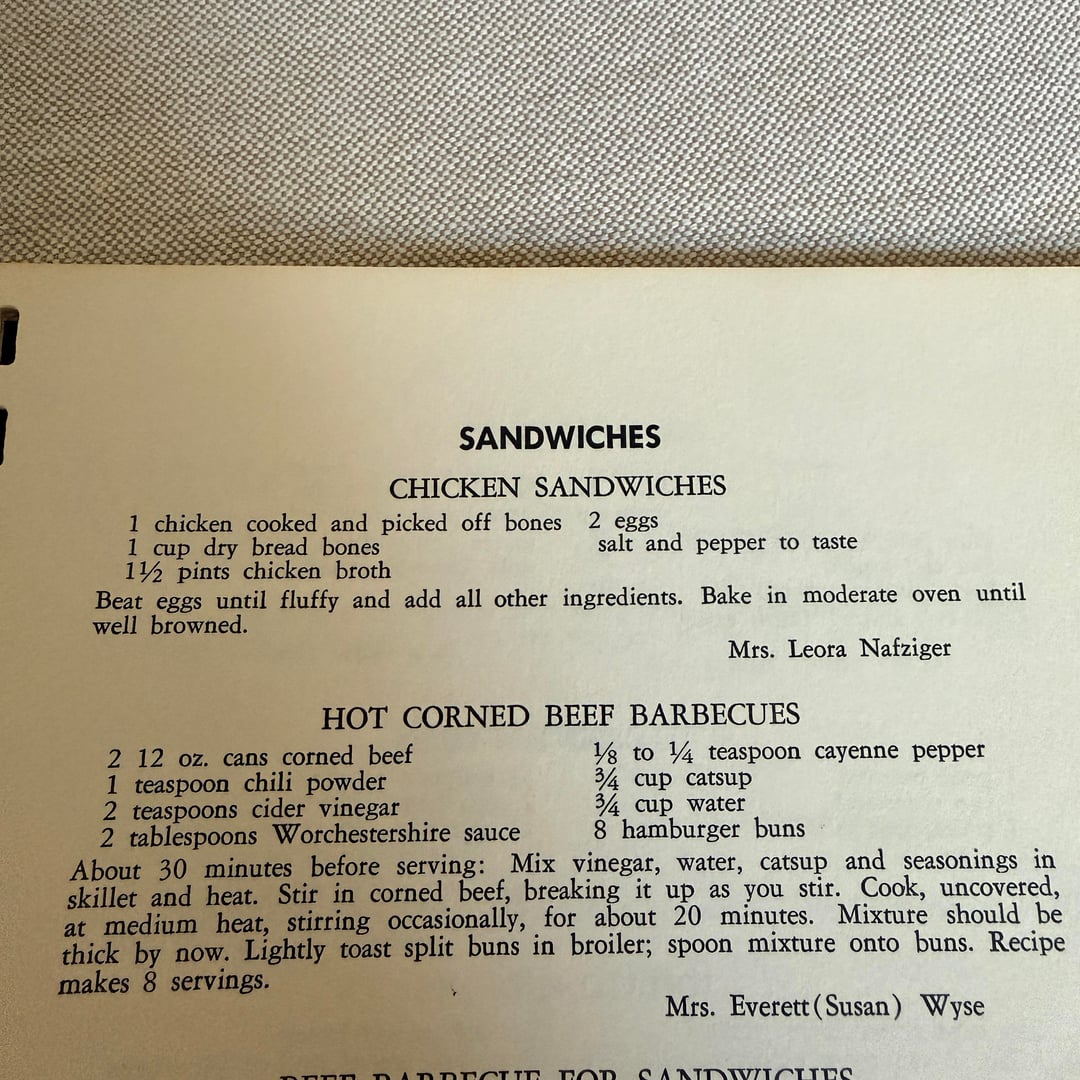 SANDWICHES
CHICKEN SANDWICHES
1 chicken cooked and picked off bones 2 eggs
1 cup dry bread bones salt and pepper to taste
1½ pints chicken broth
Beat eggs until fluffy and add all other ingredients. Bake in moderate oven until
well browned.
Mrs. Leora Nafziger
HOT CORNED BEEF BARBECUES
2 12 oz. cans corned beef ⅛ to ¼ teaspoon cayenne pepper
1 teaspoon chili powder ¾ cup catsup
2 teaspoons cider vinegar ¾ cup water
2 tablespoons Worchestershire sauce 8 hamburger buns
About 30 minutes before serving: Mix vinegar, water, catsup and seasonings in
skillet and heat. Stir in corned beef, breaking it up as you stir. Cook, uncovered,
at medium heat, stirring occasionally, for about 20 minutes. Mixture should be
thick by now. Lightly toast split buns in broiler; spoon mixture onto buns. Recipe
makes 8 servings.
Mrs. Everett (Susan) Wyse
BEEF BARBECUE FOR SANDWICHES